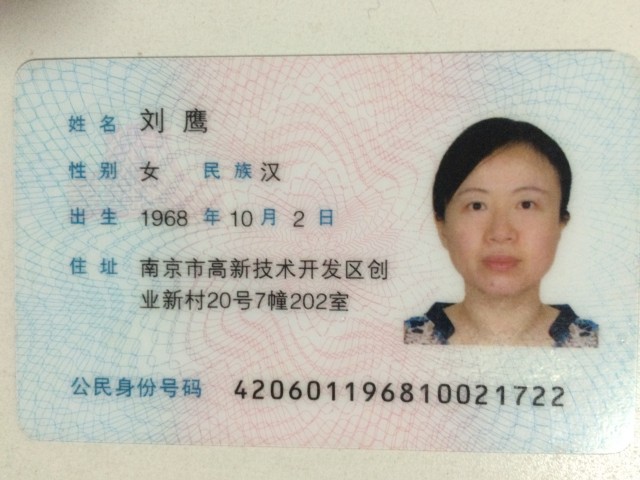 姓名 刘鹰
性别 女 民族 汉
出生 1968 年 10 月 2 日
住址 南京市高新技术开发区创
业新村20号7幢202室
公民身份号码 420601196810021722